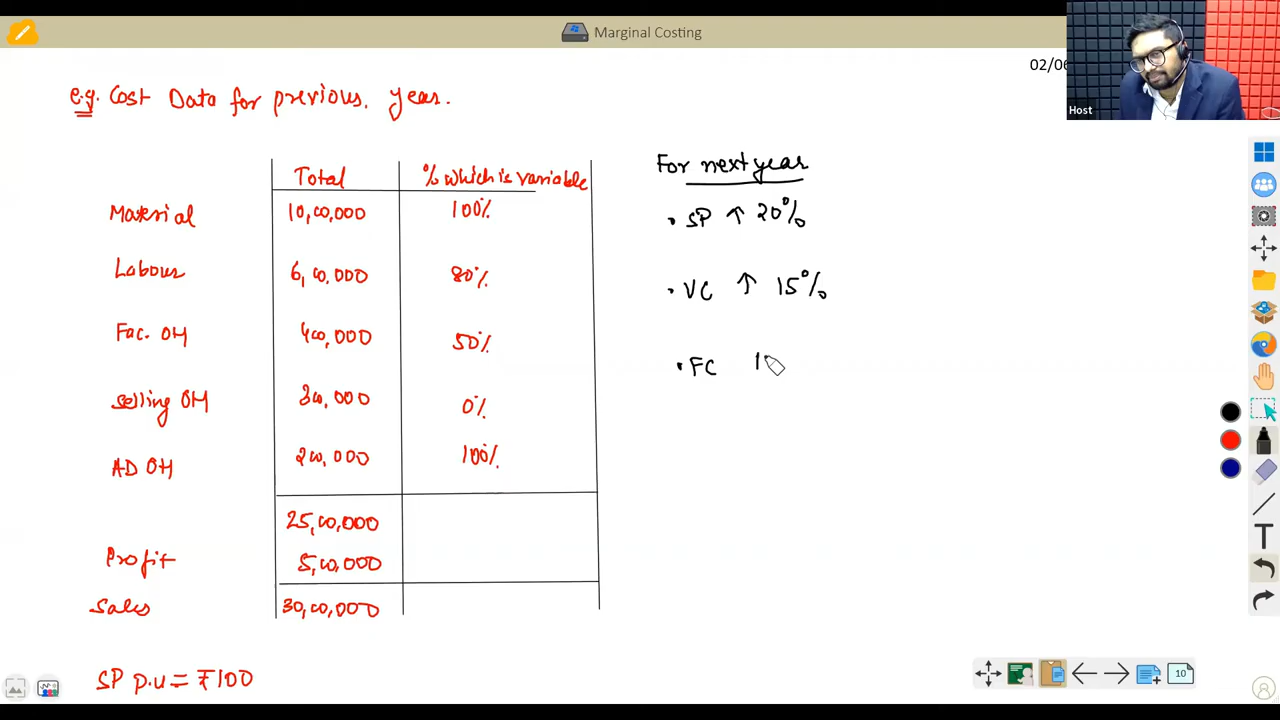 Marginal Costing
02/06
Host
e.g. Cost Data for previous. year.
Total % which is variable
Material 10,00,000 100%
Labour 6,00,000 80%
Fac. OH 400,000 50%
Selling OH 300,000 0%
AD OH 200,000 100%
25,00,000
Profit 5,00,000
Sales 30,00,000
SP p.u = ₹100
For next year
• SP ↑ 20%
• VC ↑ 15%
• FC 1
10